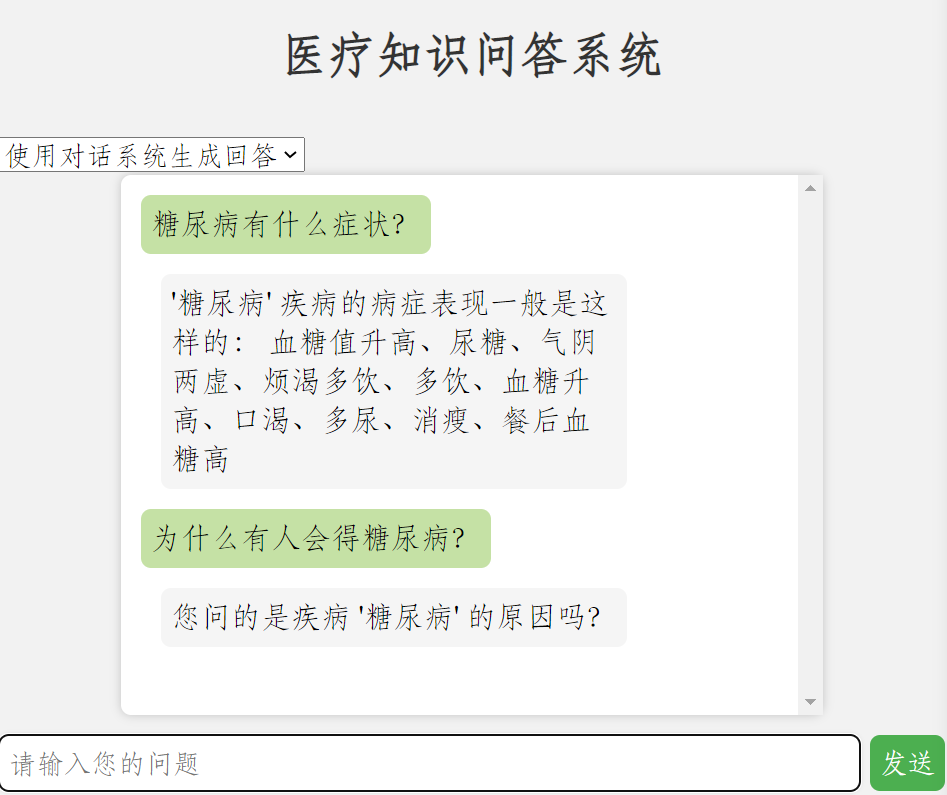 医疗知识问答系统
使用对话系统生成回答
糖尿病有什么症状?
'糖尿病' 疾病的病症表现一般是这
样的： 血糖值升高、尿糖、气阴
两虚、烦渴多饮、多饮、血糖升
高、口渴、多尿、消瘦、餐后血
糖高
为什么有人会得糖尿病?
您问的是疾病 '糖尿病' 的原因吗?
请输入您的问题
发送